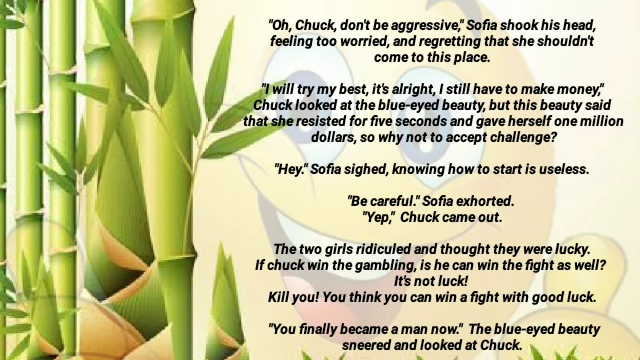 "Oh, Chuck, don't be aggressive," Sofia shook his head,
feeling too worried, and regretting that she shouldn't
come to this place.
"I will try my best, it's alright, I still have to make money,"
Chuck looked at the blue-eyed beauty, but this beauty said
that she resisted for five seconds and gave herself one million
dollars, so why not to accept challenge?
"Hey." Sofia sighed, knowing how to start is useless.
"Be careful." Sofia exhorted.
"Yep," Chuck came out.
The two girls ridiculed and thought they were lucky.
If chuck win the gambling, is he can win the fight as well?
It's not luck!
Kill you! You think you can win a fight with good luck.
"You finally became a man now." The blue-eyed beauty
sneered and looked at Chuck.